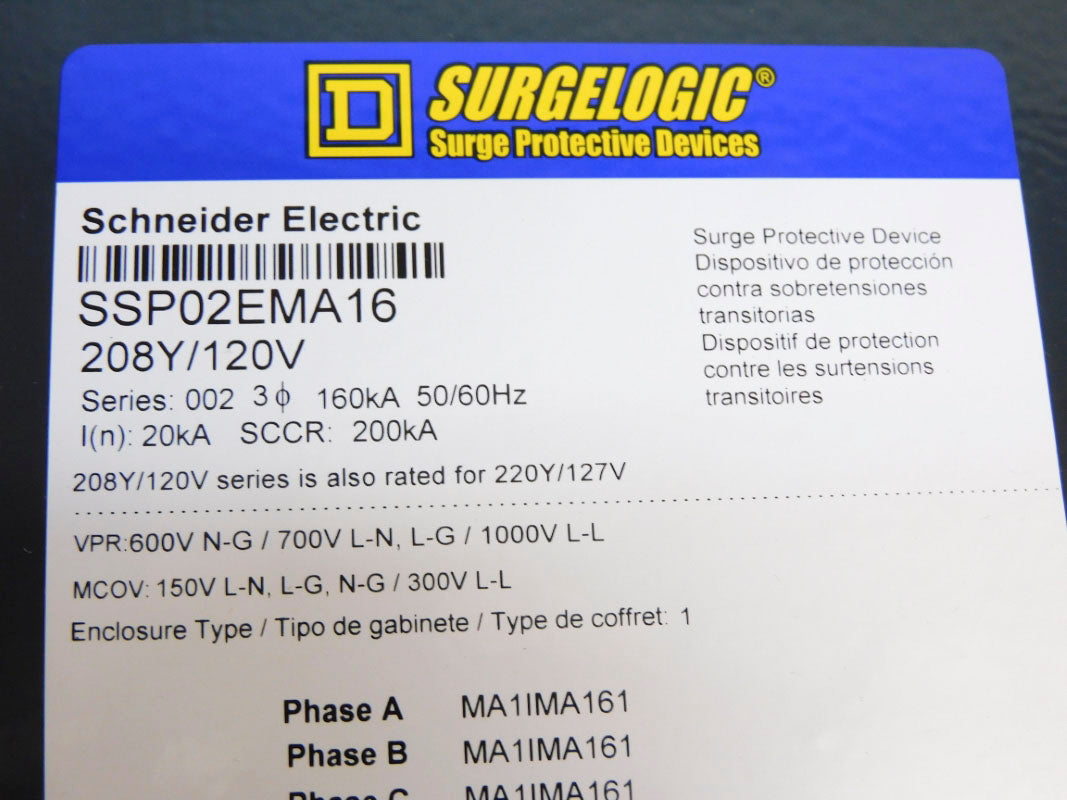 D SURGELOGIC®
Surge Protective Devices
Schneider Electric
SSP02EMA16
208Y/120V
Series: 002 3ϕ 160kA 50/60Hz
I(n): 20kA SCCR: 200kA
208Y/120V series is also rated for 220Y/127V
Surge Protective Device
Dispositivo de protección
contra sobretensiones
transitorias
Dispositif de protection
contre les surtensions
transitoires
VPR:600V N-G / 700V L-N, L-G / 1000V L-L
MCOV: 150V L-N, L-G, N-G / 300V L-L
Enclosure Type / Tipo de gabinete / Type de coffret: 1
Phase A MA1IMA161
Phase B MA1IMA161
Phase C MA1IMA161